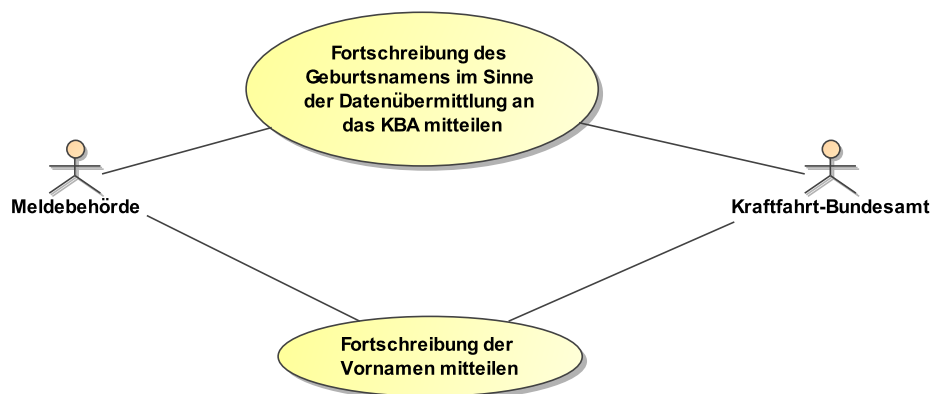 Fortschreibung des
Geburtsnamens im Sinne
der Datenübermittlung an
das KBA mitteilen
Meldebehörde
Kraftfahrt-Bundesamt
Fortschreibung der
Vornamen mitteilen